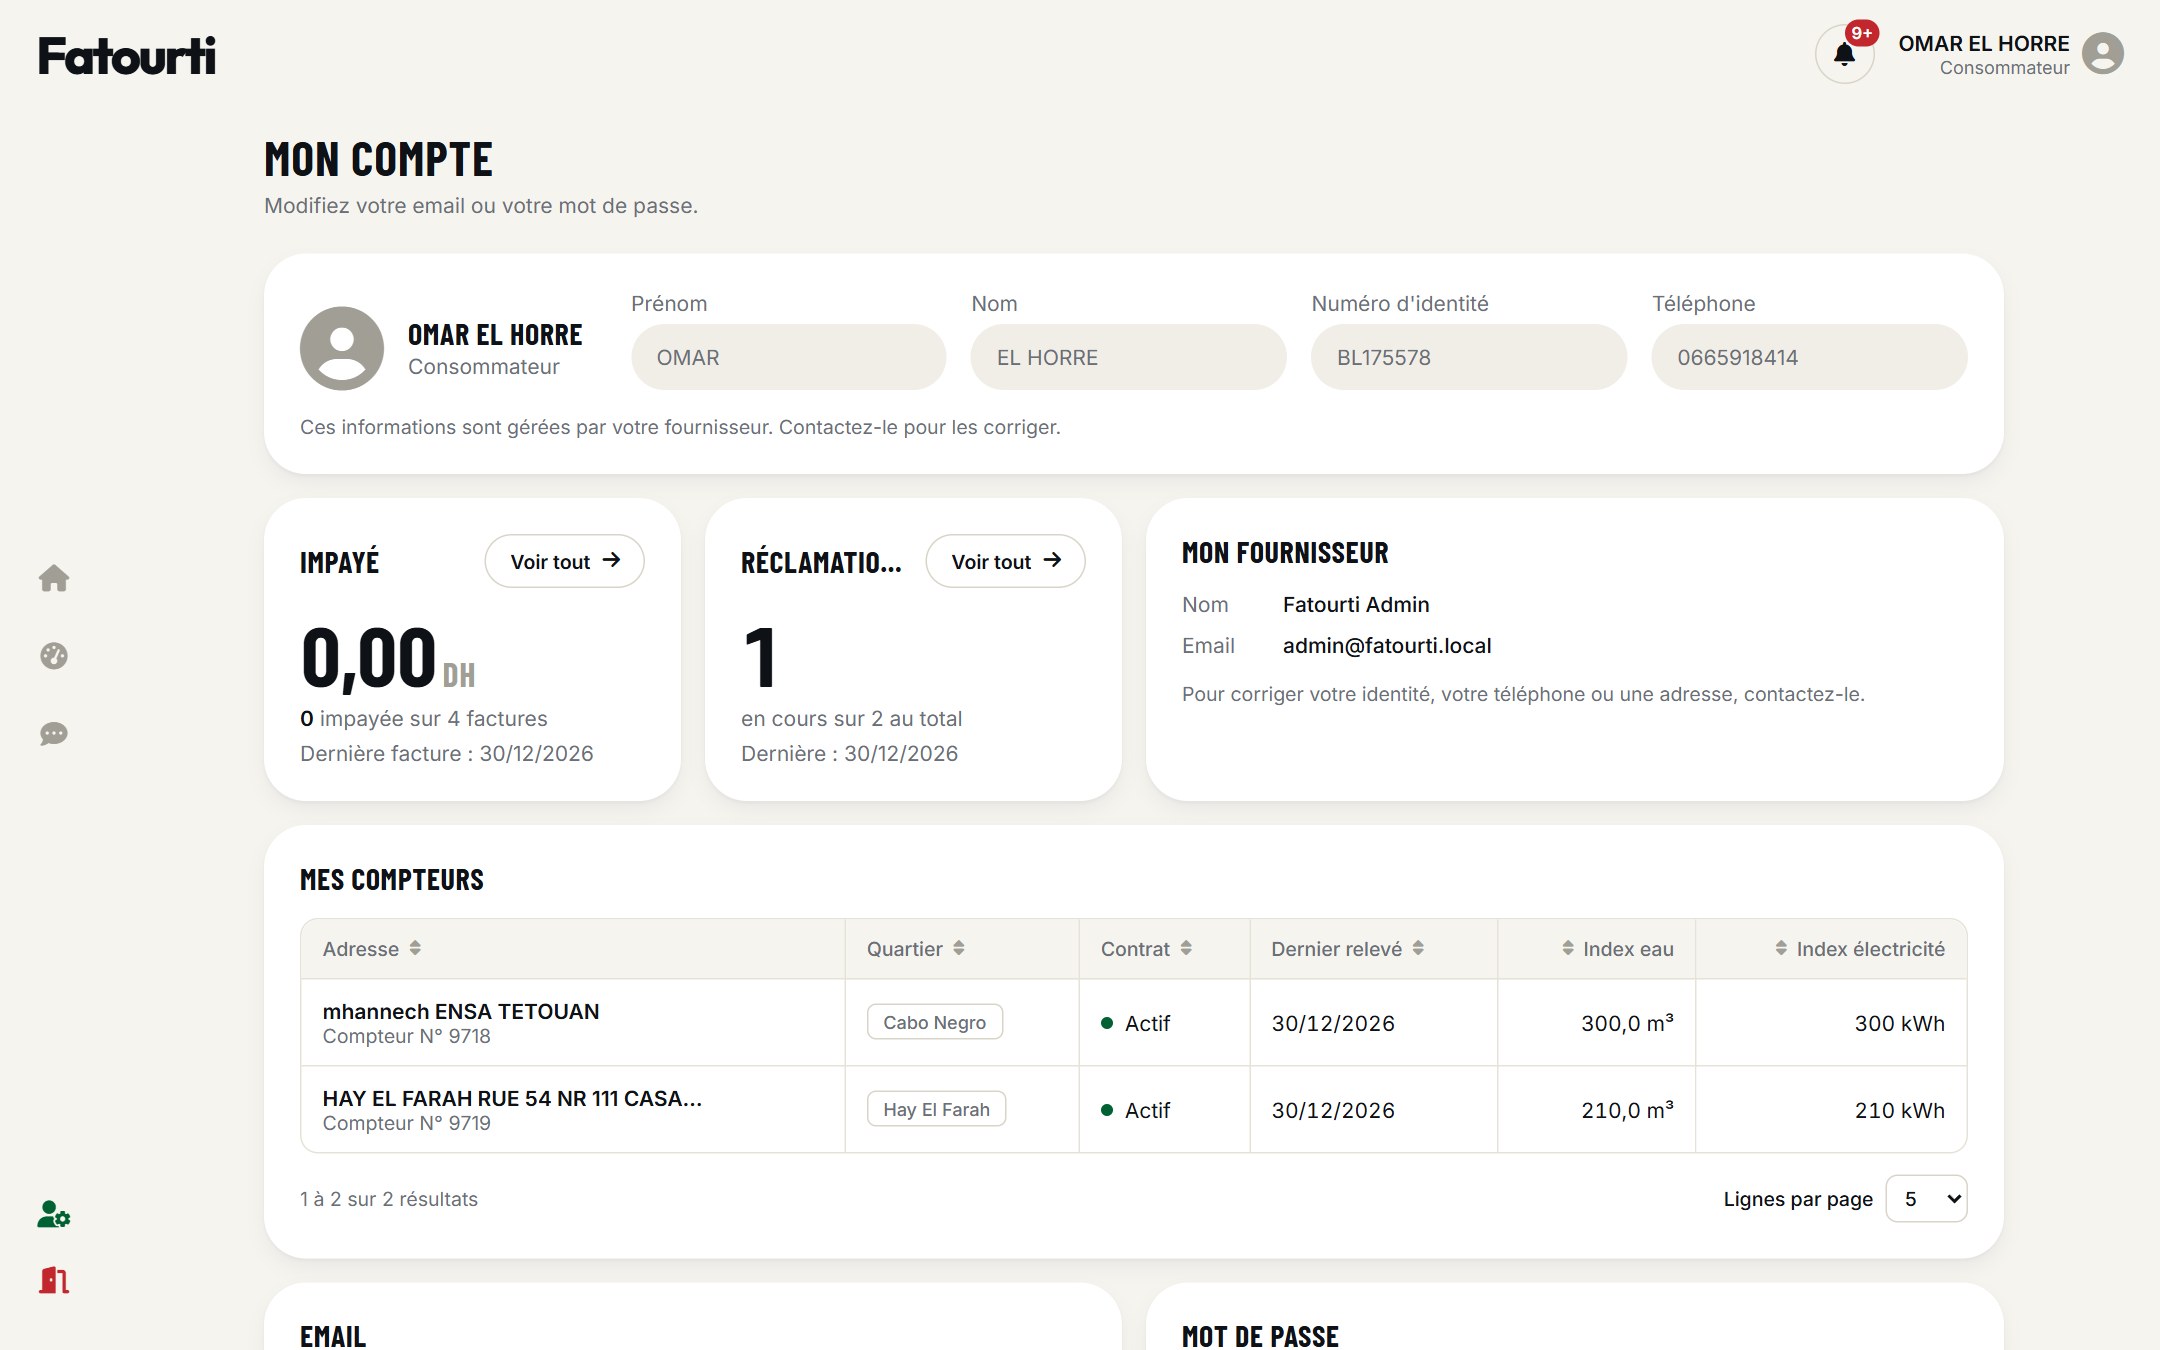 Fatourti
9+
OMAR EL HORRE
Consommateur
MON COMPTE
Modifiez votre email ou votre mot de passe.
OMAR EL HORRE
Consommateur
Prénom
OMAR
Nom
EL HORRE
Numéro d'identité
BL175578
Téléphone
0665918414
Ces informations sont gérées par votre fournisseur. Contactez-le pour les corriger.
IMPAYÉ
Voir tout
0,00 DH
0 impayée sur 4 factures
Dernière facture : 30/12/2026
RÉCLAMATIO...
Voir tout
1
en cours sur 2 au total
Dernière : 30/12/2026
MON FOURNISSEUR
Nom Fatourti Admin
Email admin@fatourti.local
Pour corriger votre identité, votre téléphone ou une adresse, contactez-le.
MES COMPTEURS
Adresse Quartier Contrat Dernier relevé Index eau Index électricité
mhannech ENSA TETOUAN
Compteur N° 9718
Cabo Negro Actif 30/12/2026 300,0 m³ 300 kWh
HAY EL FARAH RUE 54 NR 111 CASA...
Compteur N° 9719
Hay El Farah Actif 30/12/2026 210,0 m³ 210 kWh
1 à 2 sur 2 résultats
Lignes par page 5
EMAIL
MOT DE PASSE